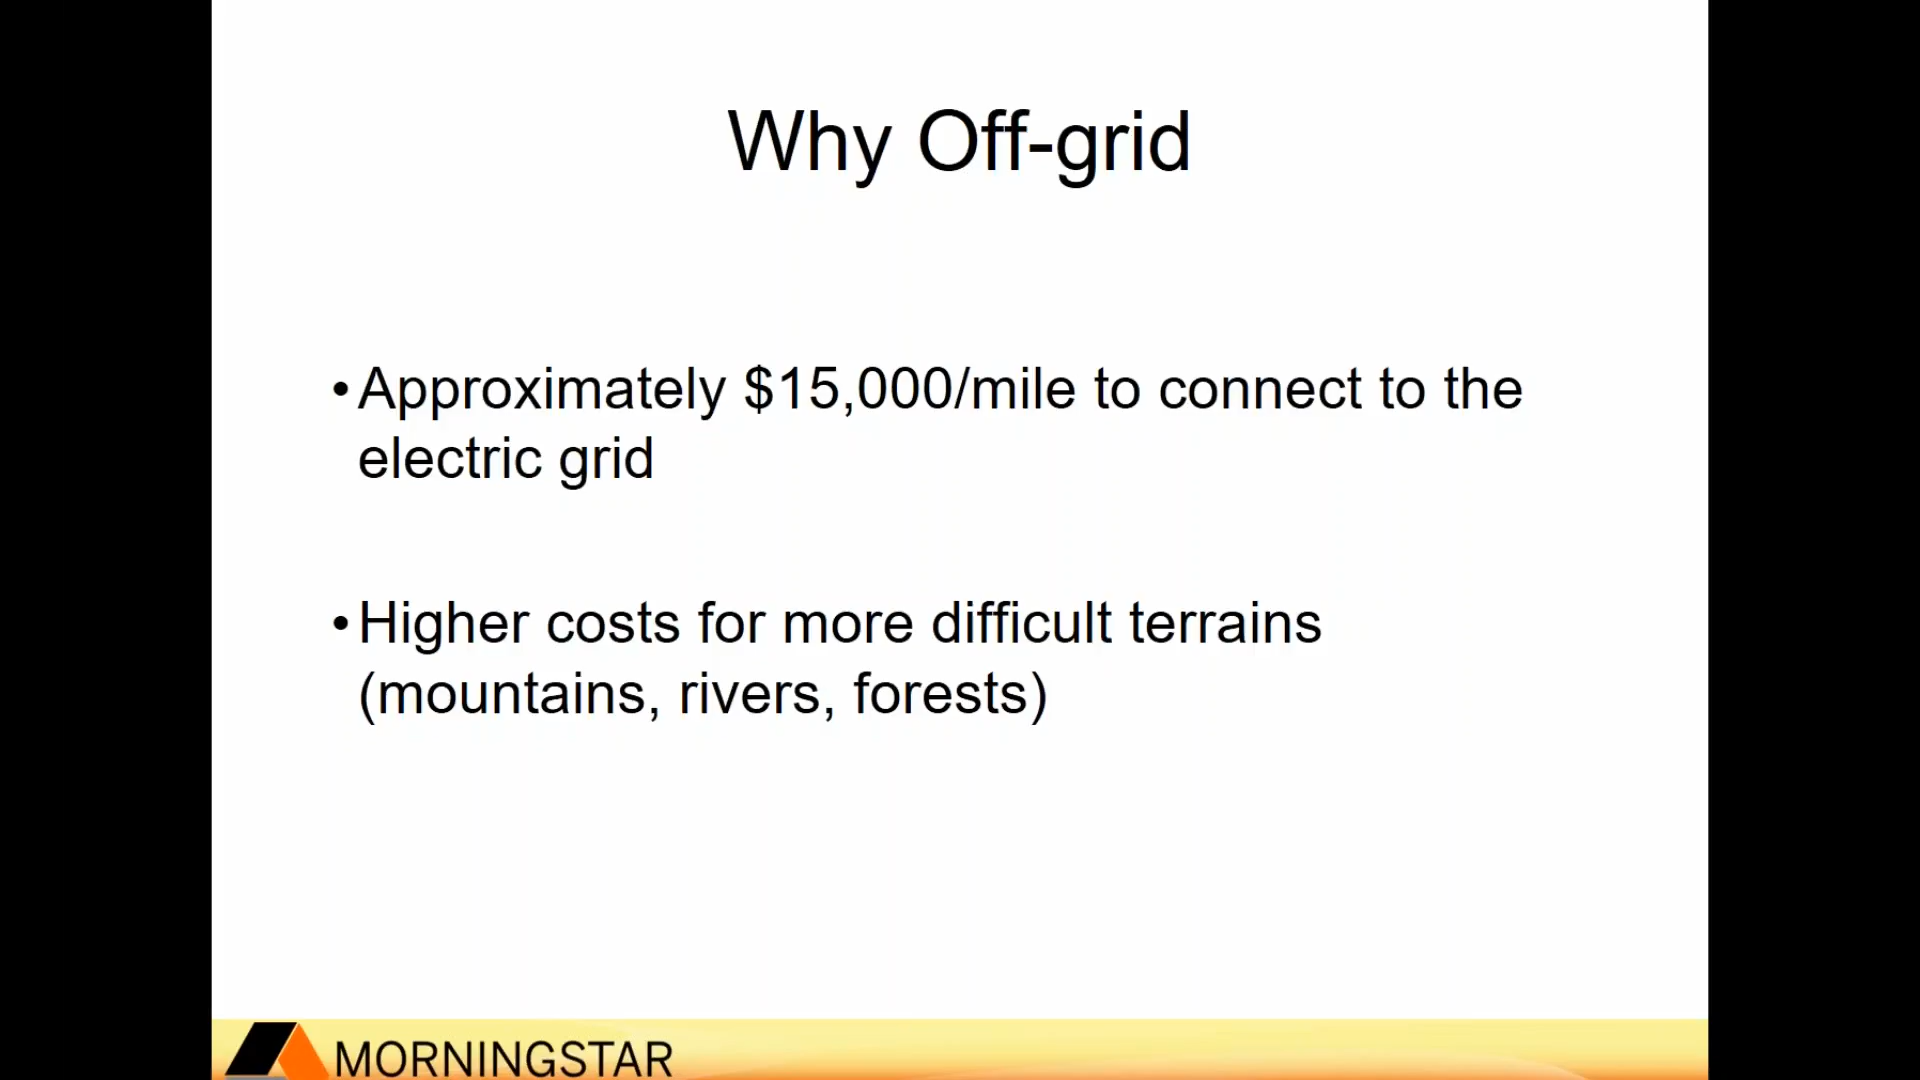 Why Off-grid
•Approximately $15,000/mile to connect to the
electric grid
•Higher costs for more difficult terrains
(mountains, rivers, forests)
MORNINGSTAR